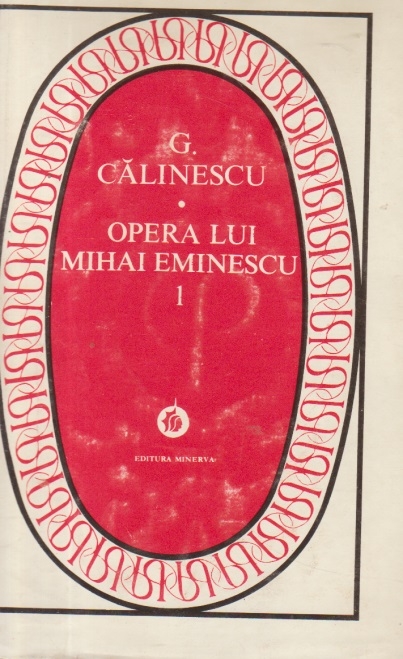 G.
CĂLINESCU
•
OPERA LUI
MIHAI EMINESCU
1
EDITURA MINERVA